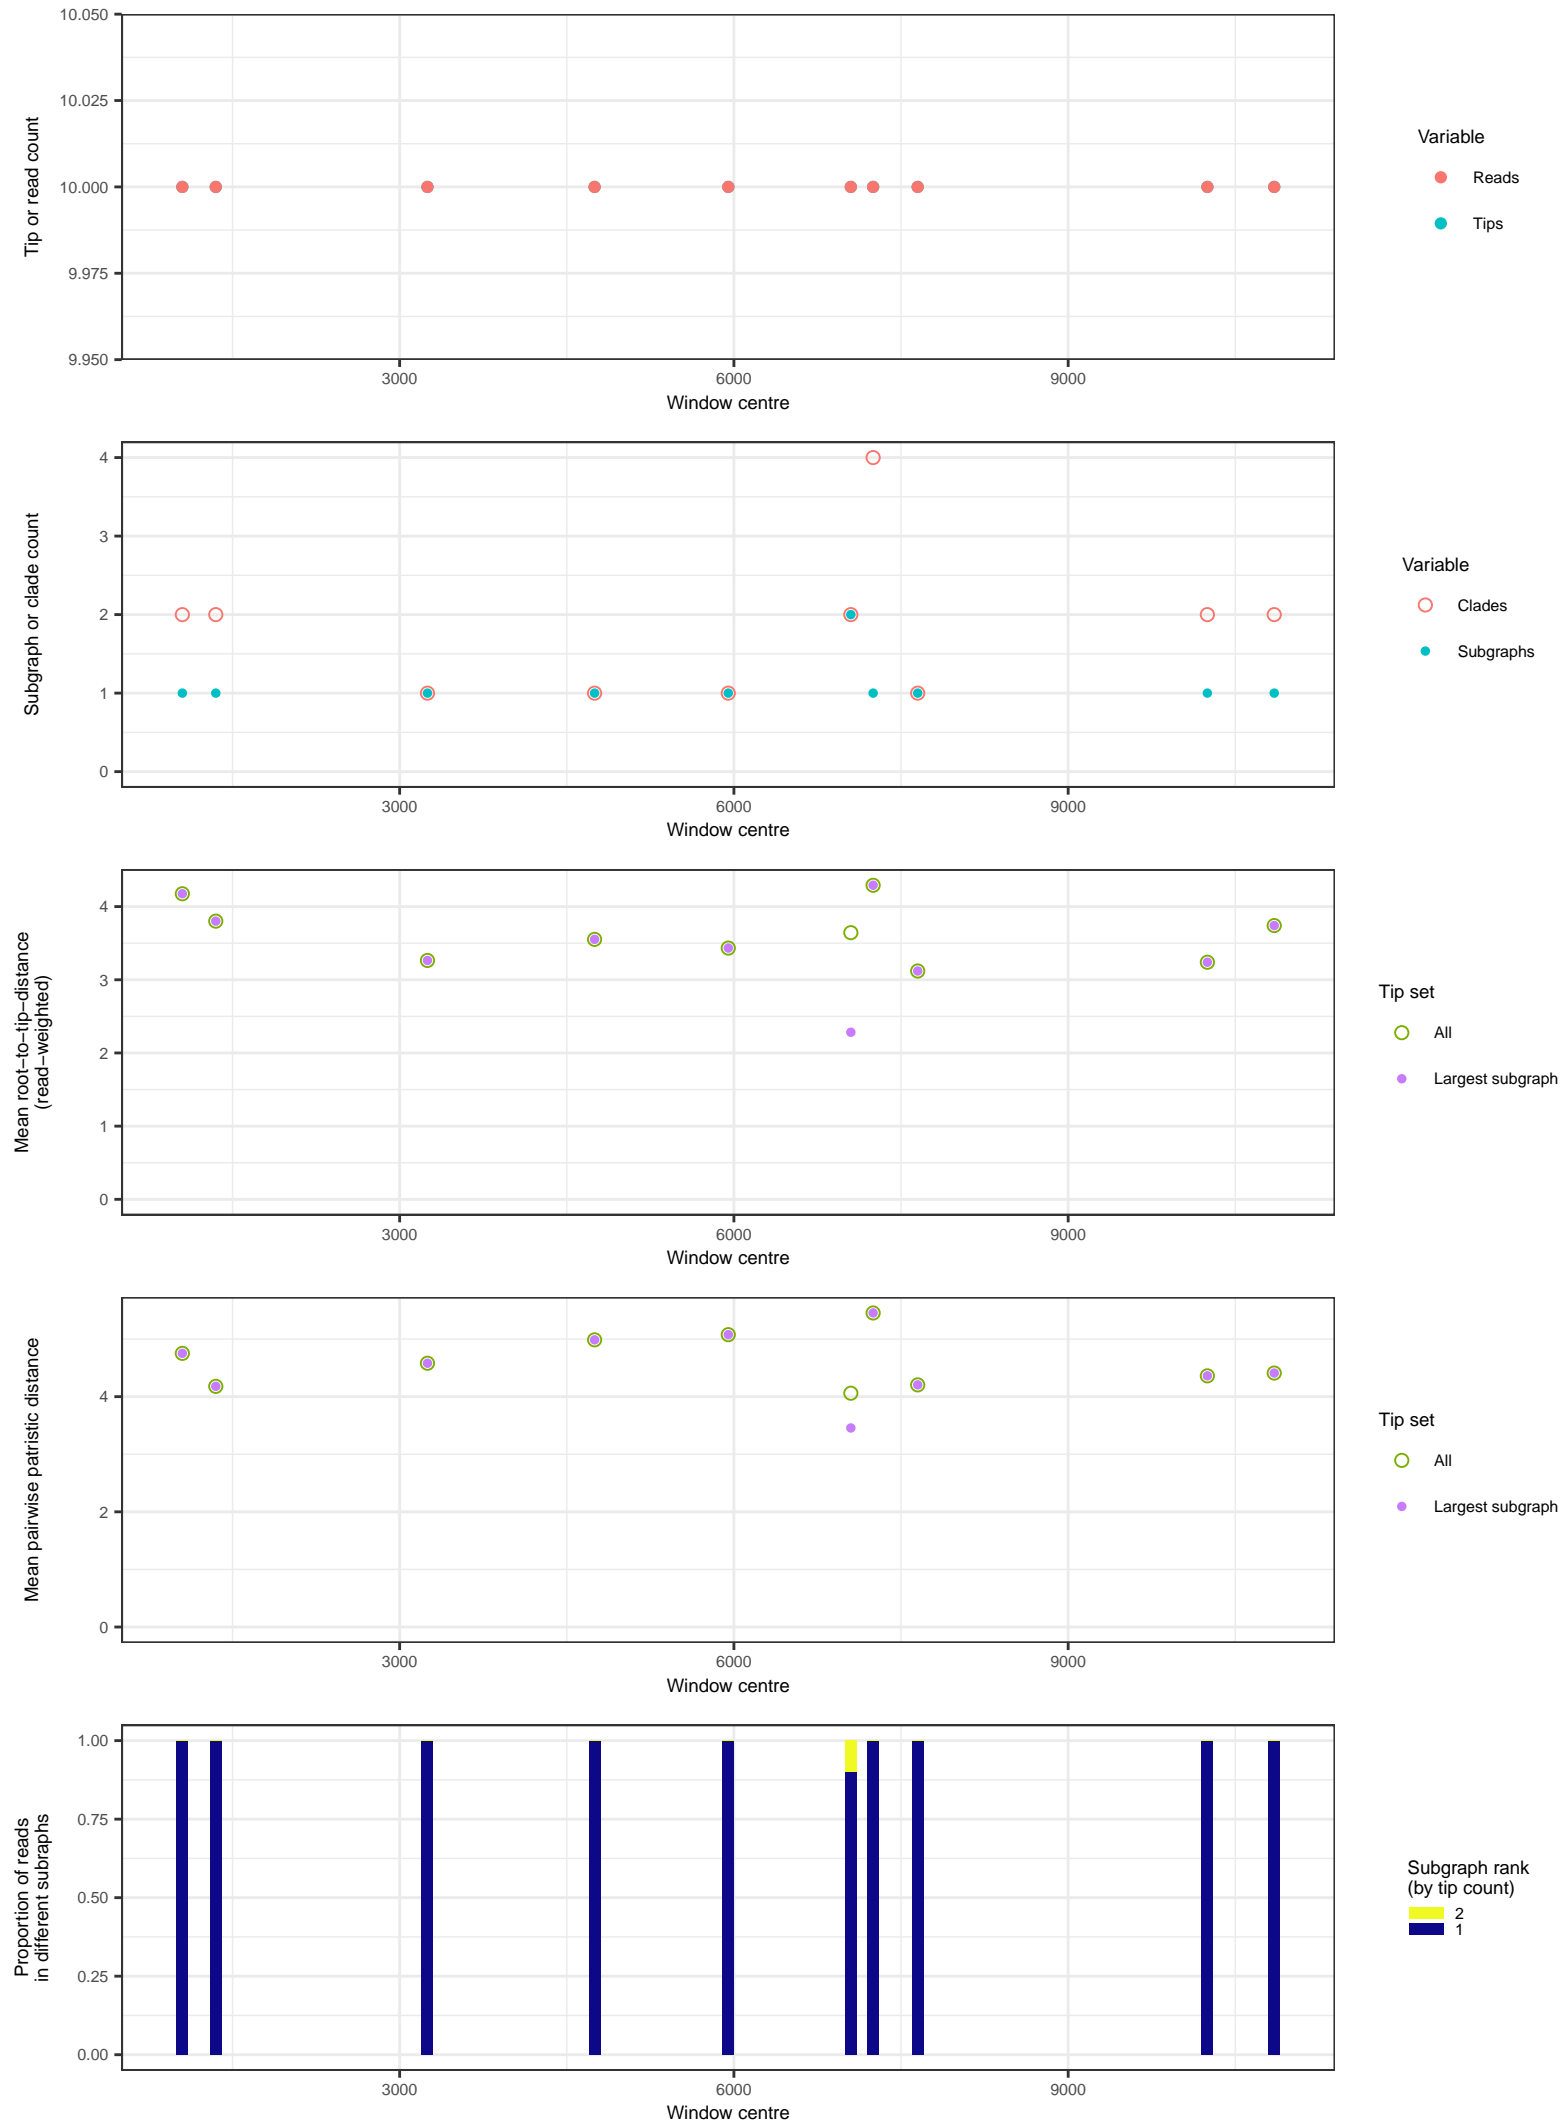 10.050
10.025
10.000
9.975
9.950
Tip or read count
3000
6000
9000
Window centre
Variable
Reads
Tips
4
3
2
1
0
Subgraph or clade count
3000
6000
9000
Window centre
Variable
Clades
Subgraphs
4
3
2
1
0
Mean root−to−tip−distance
(read−weighted)
3000
6000
9000
Window centre
Tip set
All
Largest subgraph
4
2
0
Mean pairwise patristic distance
3000
6000
9000
Window centre
Tip set
All
Largest subgraph
1.00
0.75
0.50
0.25
0.00
Proportion of reads
in different subraphs
3000
6000
9000
Window centre
Subgraph rank
(by tip count)
2
1